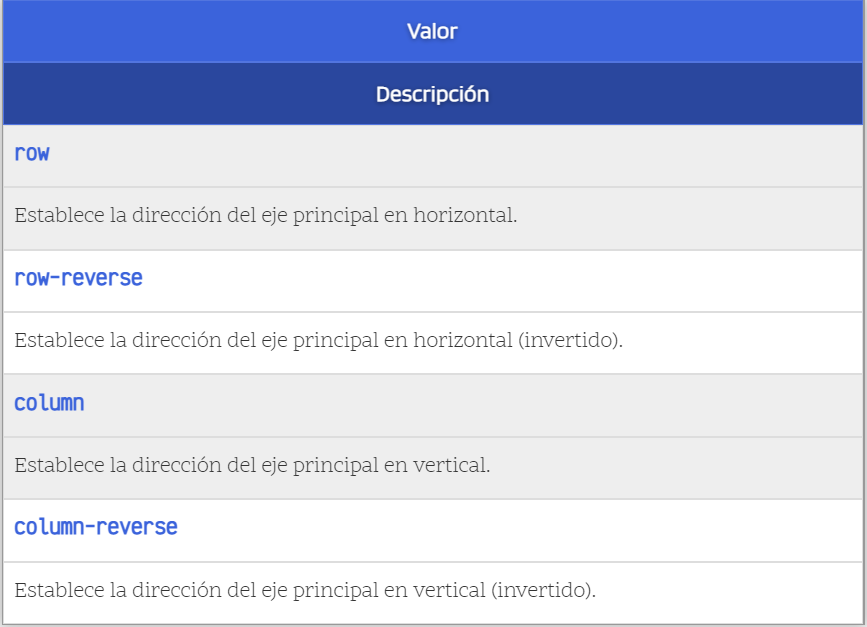 Valor
Descripción
row
Establece la dirección del eje principal en horizontal.
row-reverse
Establece la dirección del eje principal en horizontal (invertido).
column
Establece la dirección del eje principal en vertical.
column-reverse
Establece la dirección del eje principal en vertical (invertido).